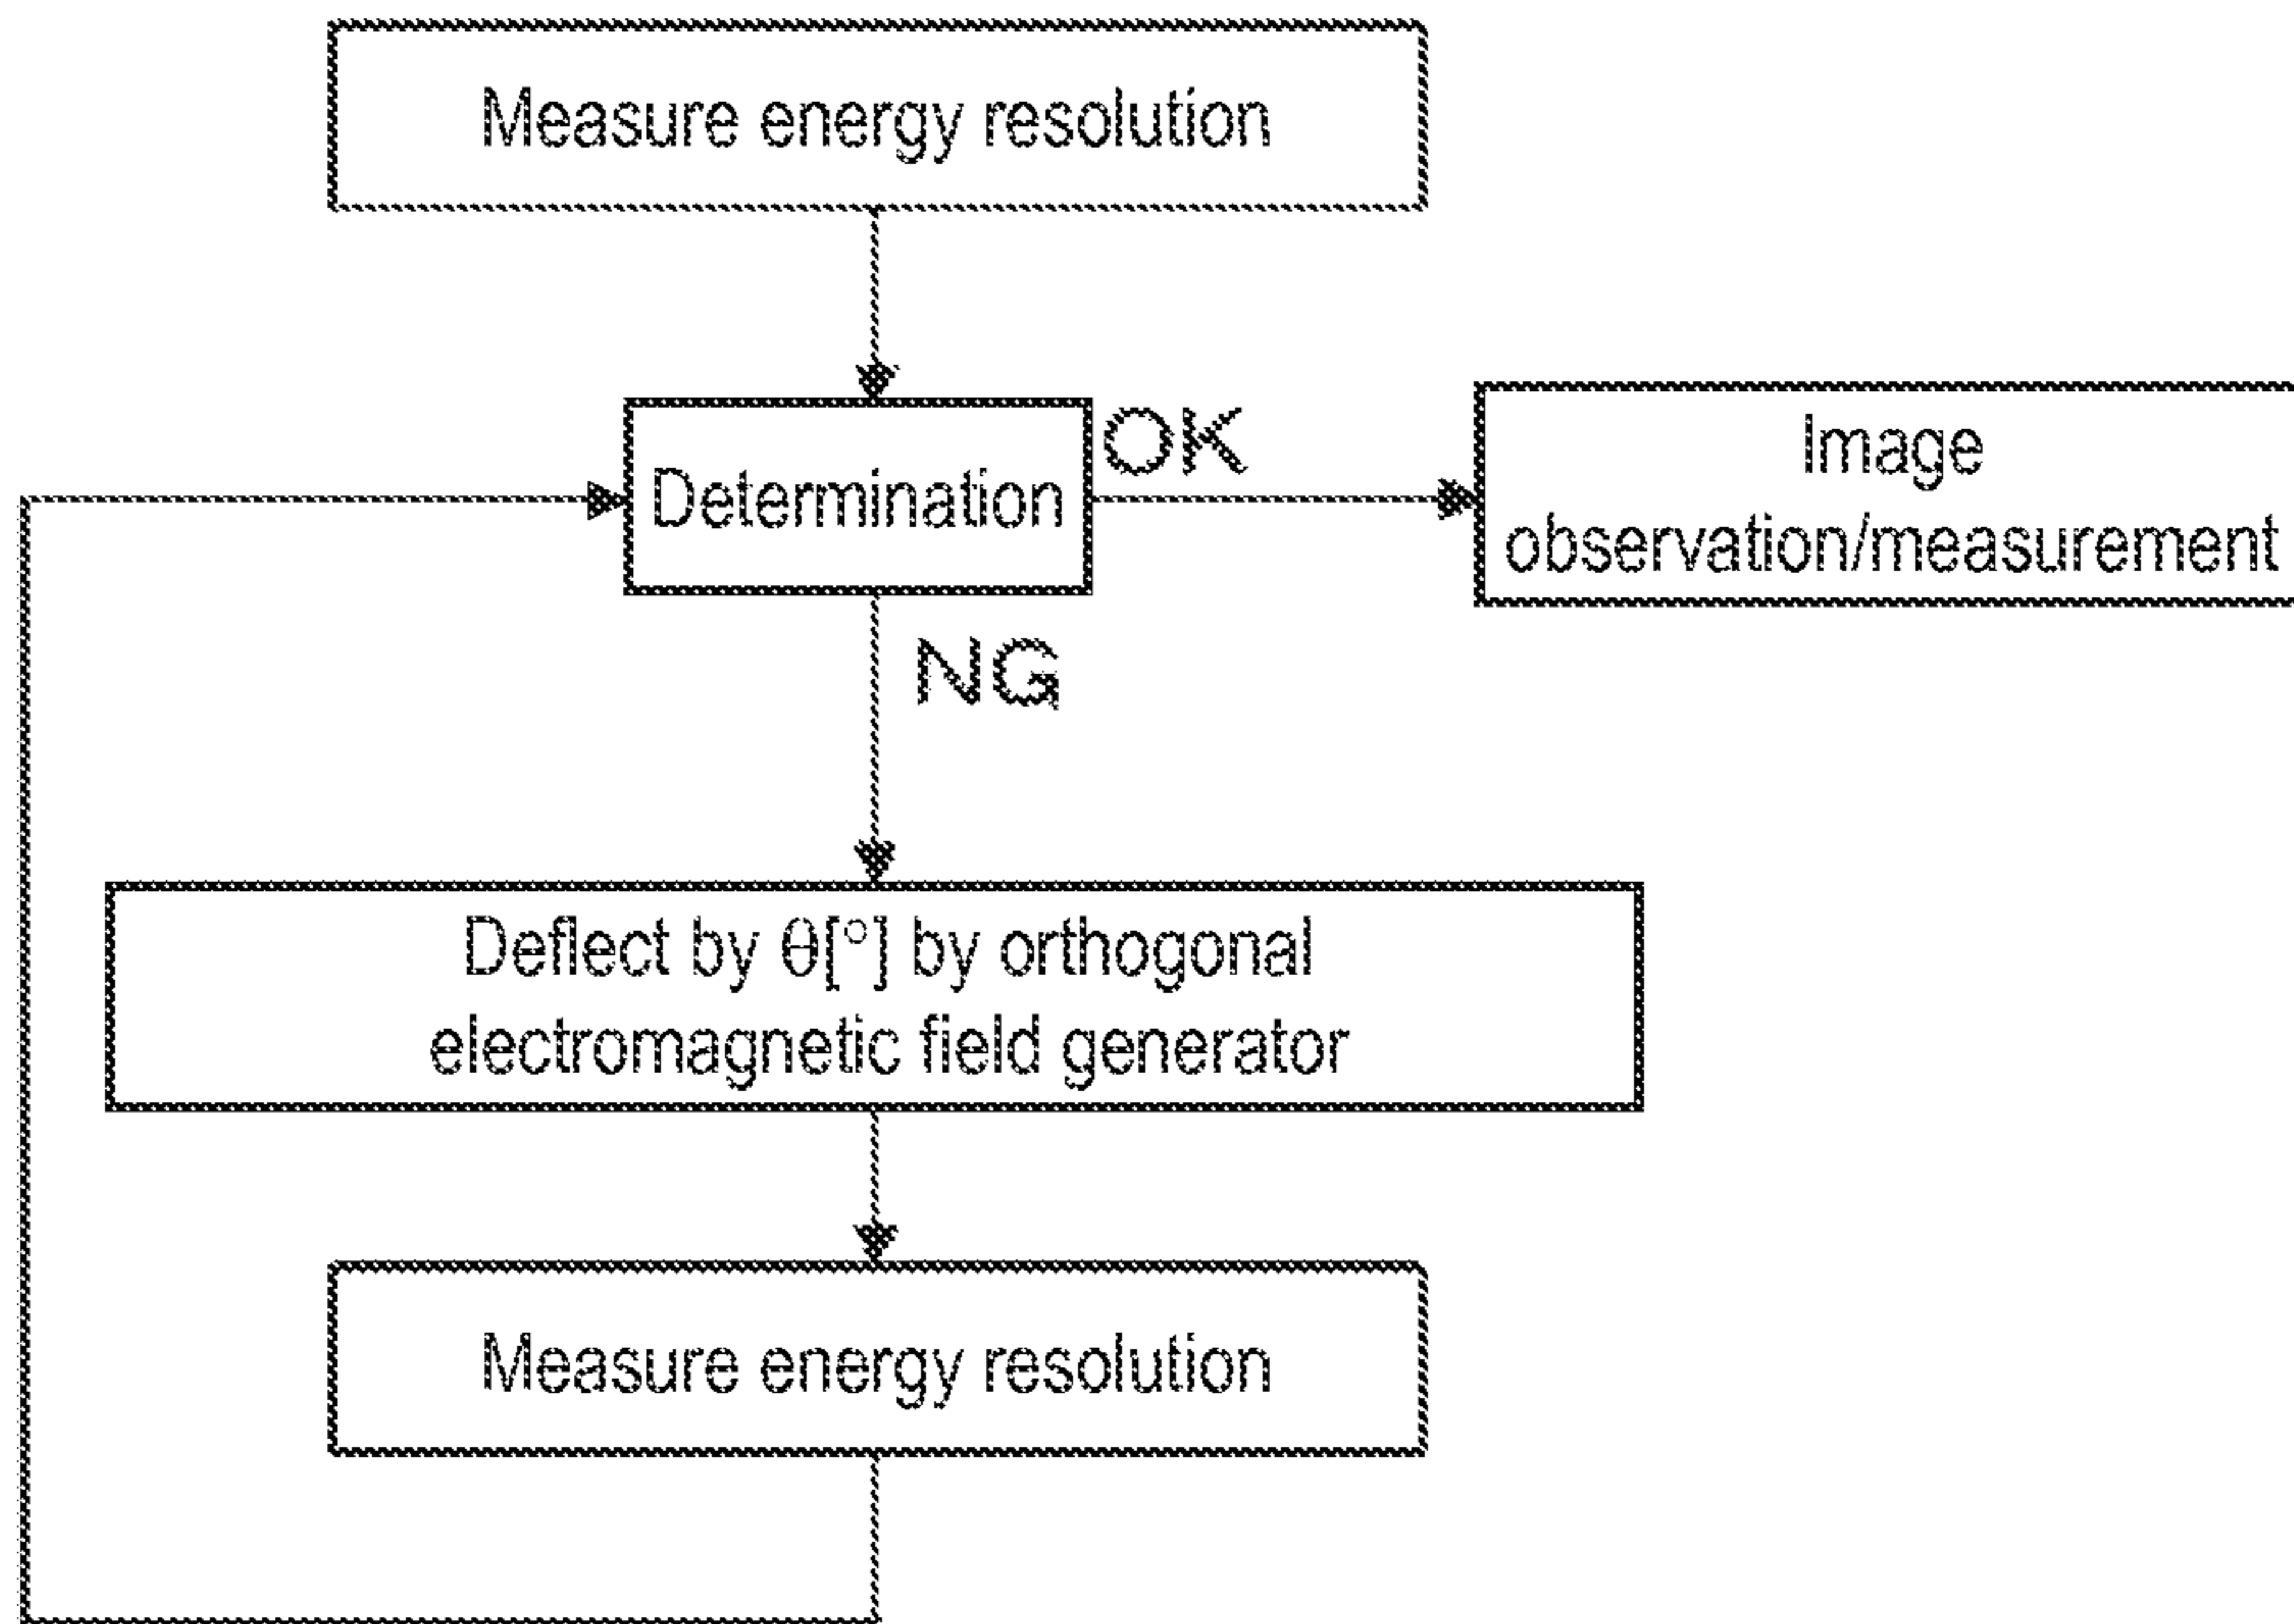 Measure energy resolution
Determination
OK
Image
observation/measurement
NG
Deflect by θ[°] by orthogonal
electromagnetic field generator
Measure energy resolution